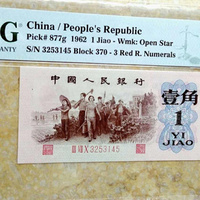 G
China / People's Republic
RANTY
Pick# 877g 1962 1 Jiao - Wmk: Open Star
S/N 3253145 Block 370 - 3 Red R. Numerals
中国人民银行
壹角
1
YI
JIAO
X 3253145